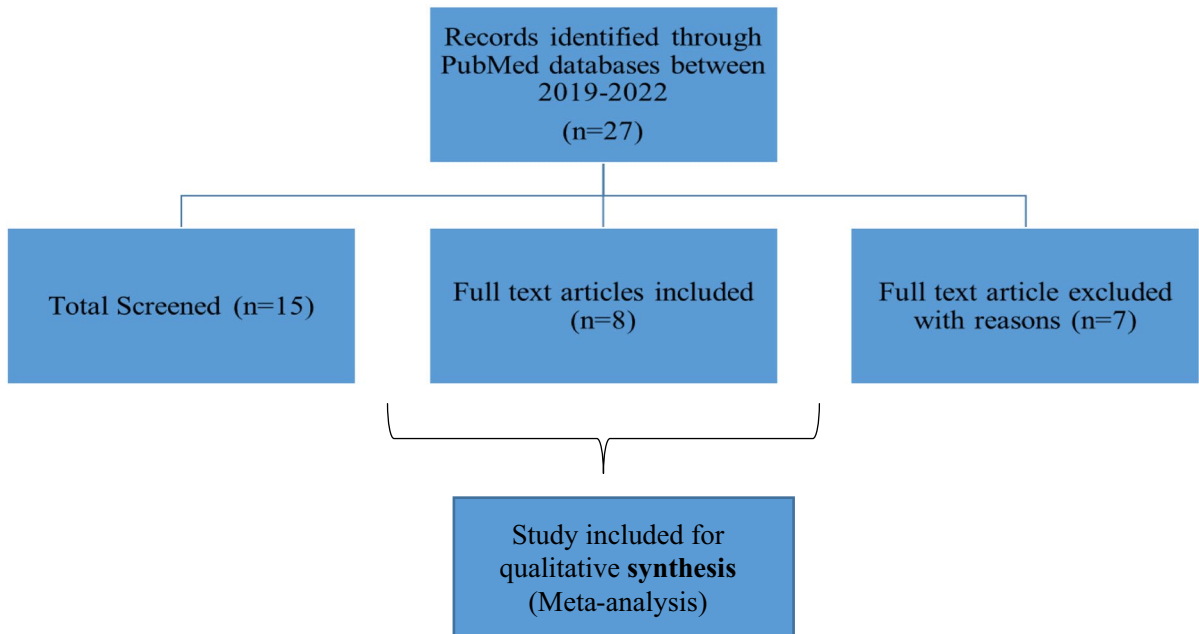 Records identified through
PubMed databases between
2019-2022
(n=27)
Total Screened (n=15)
Full text articles included
(n=8)
Full text article excluded
with reasons (n=7)
Study included for
qualitative synthesis
(Meta-analysis)